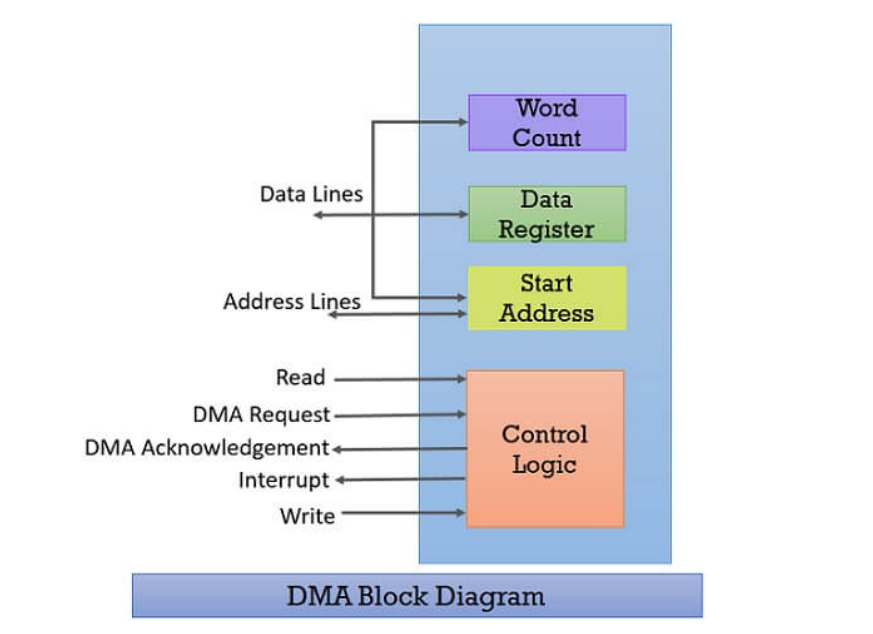 Word
Count
Data Lines
Data
Register
Address Lines
Start
Address
Read
DMA Request
DMA Acknowledgement
Interrupt
Write
Control
Logic
DMA Block Diagram